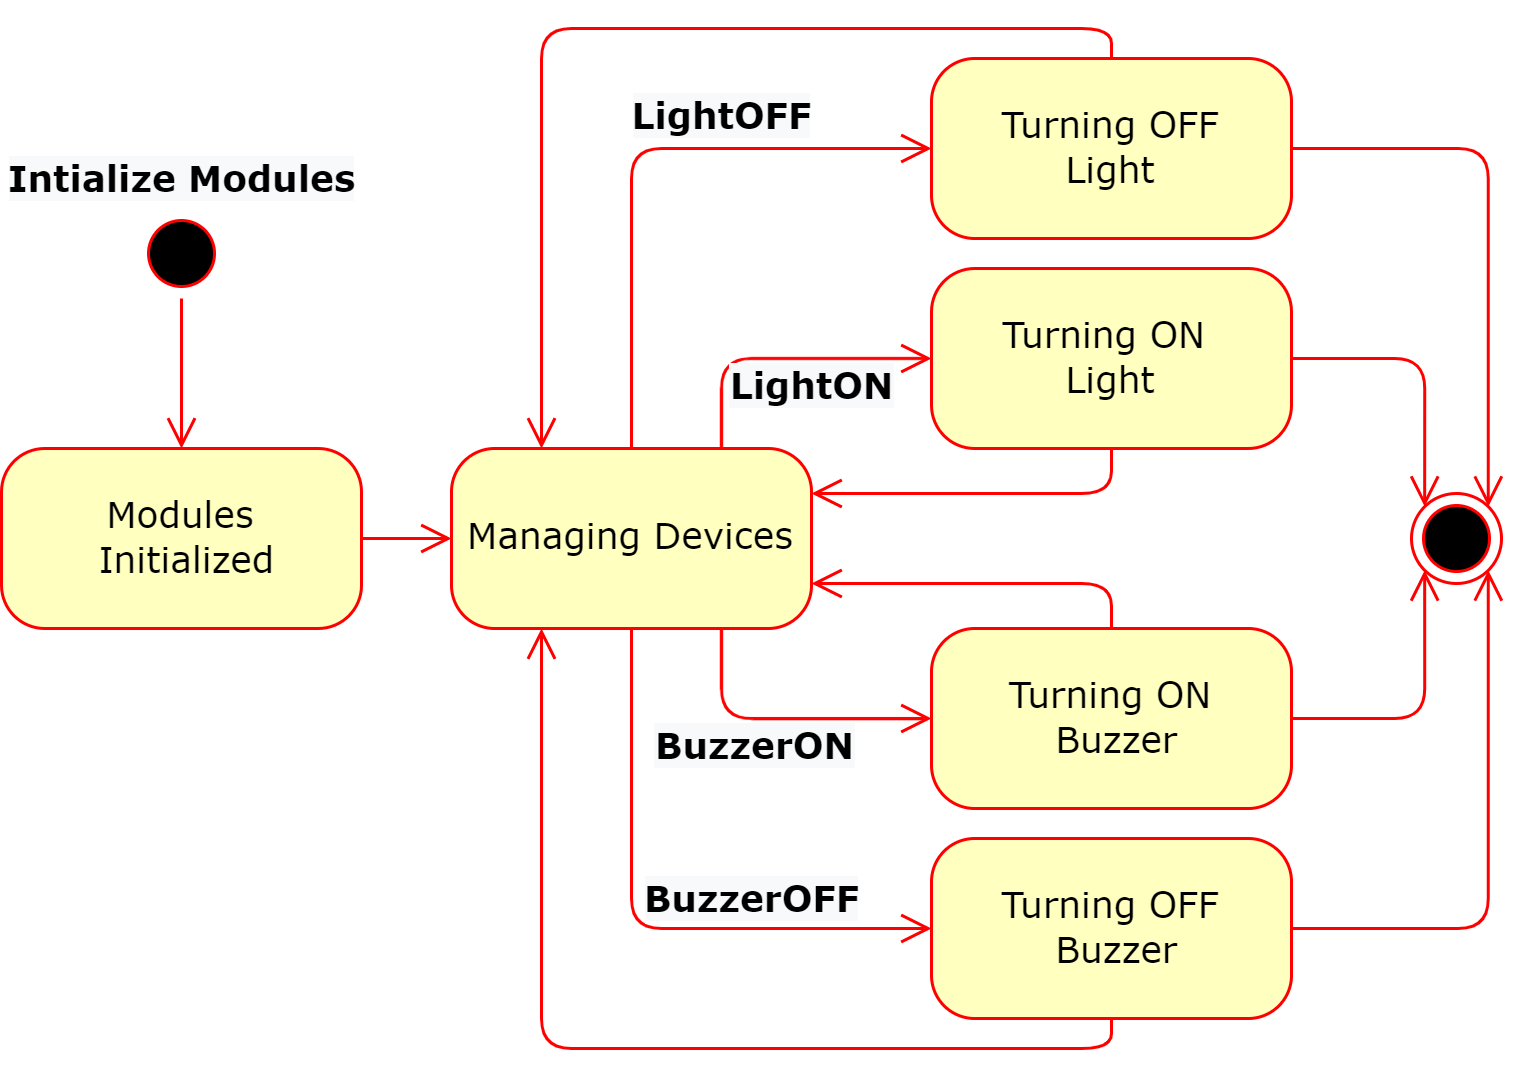 LightOFF
Turning OFF
Light
Intialize Modules
Turning ON
Light
LightON
Modules
Initialized
Managing Devices
Turning ON
Buzzer
BuzzerON
BuzzerOFF
Turning OFF
Buzzer